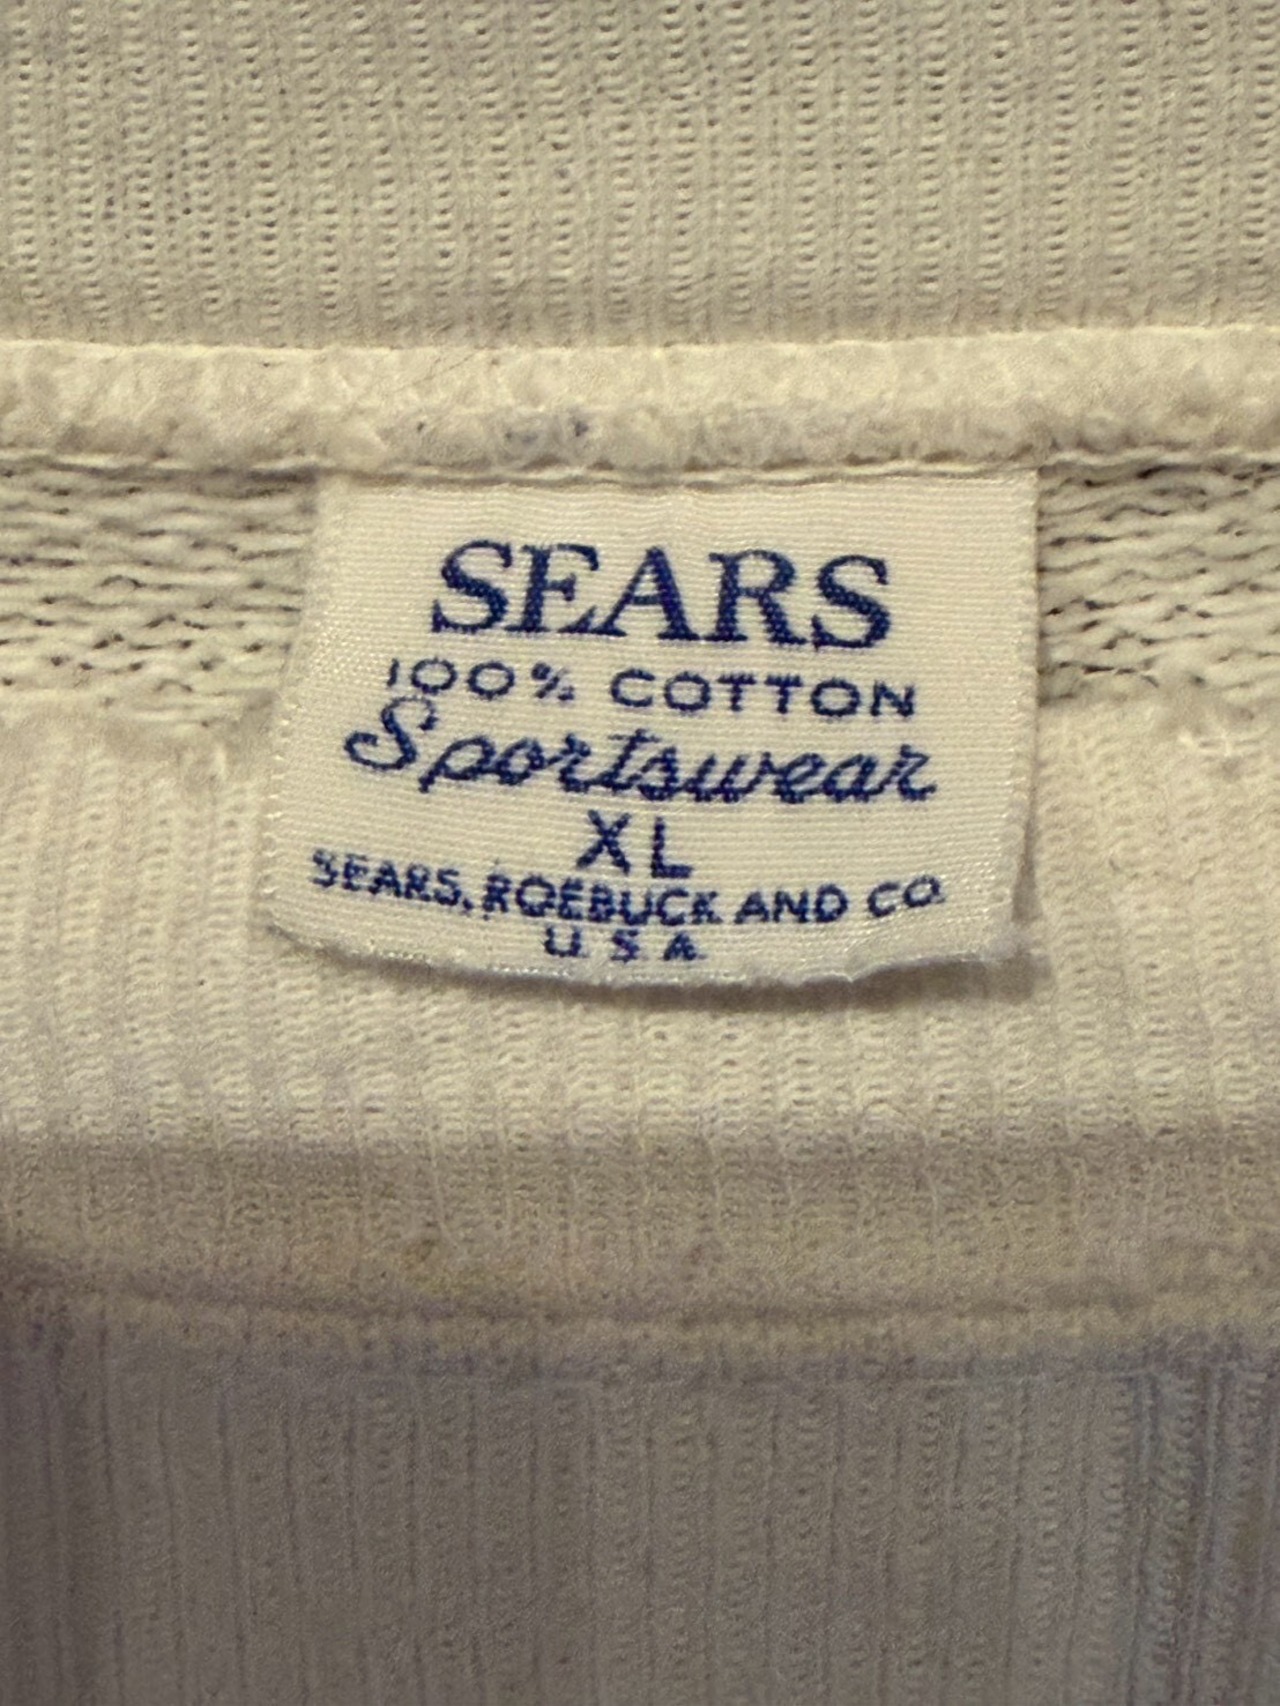 SEARS
100% COTTON
Sportswear
XL
SEARS, ROEBUCK AND CO.
U.S.A.